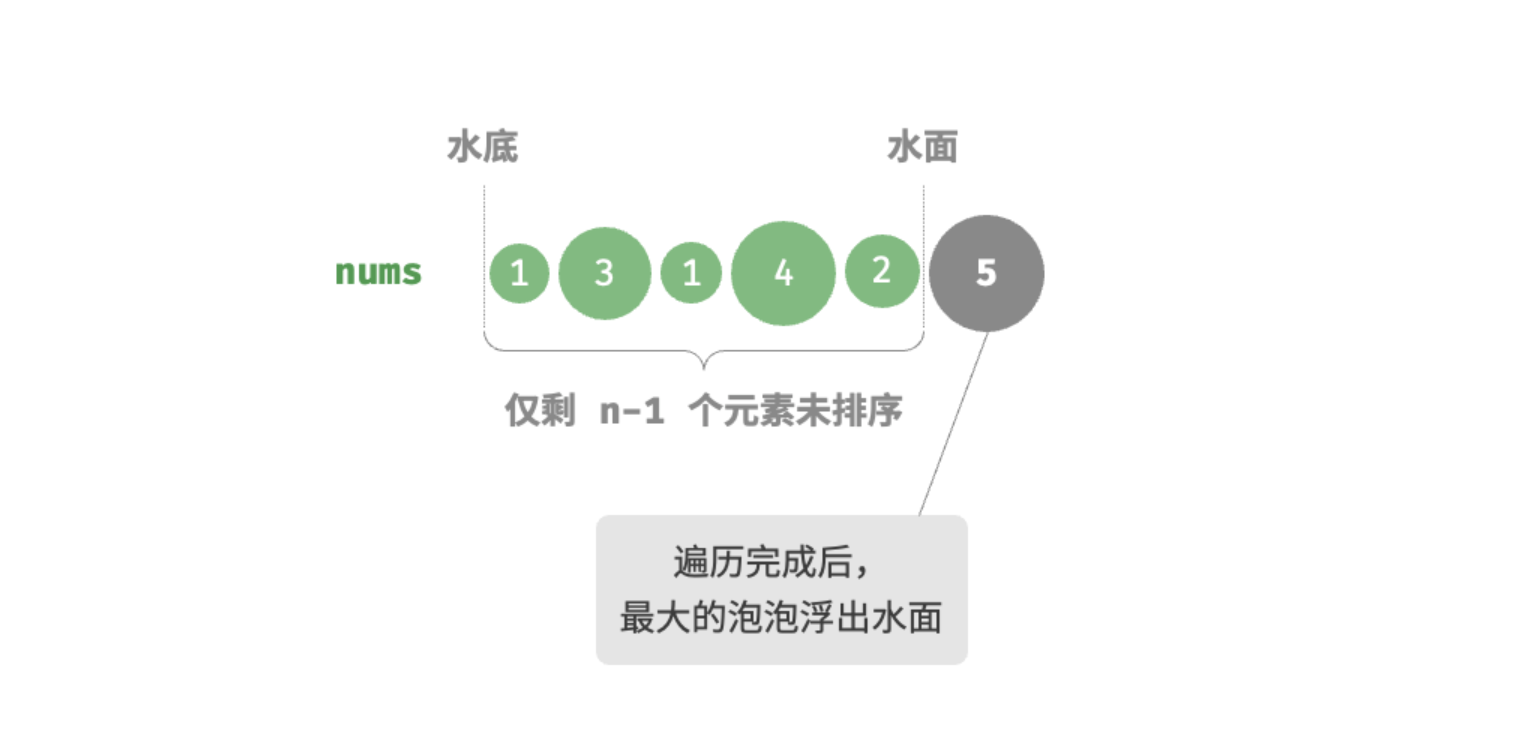 水底 水面
nums 1 3 1 4 2 5
仅剩 n-1 个元素未排序
遍历完成后，
最大的泡泡浮出水面